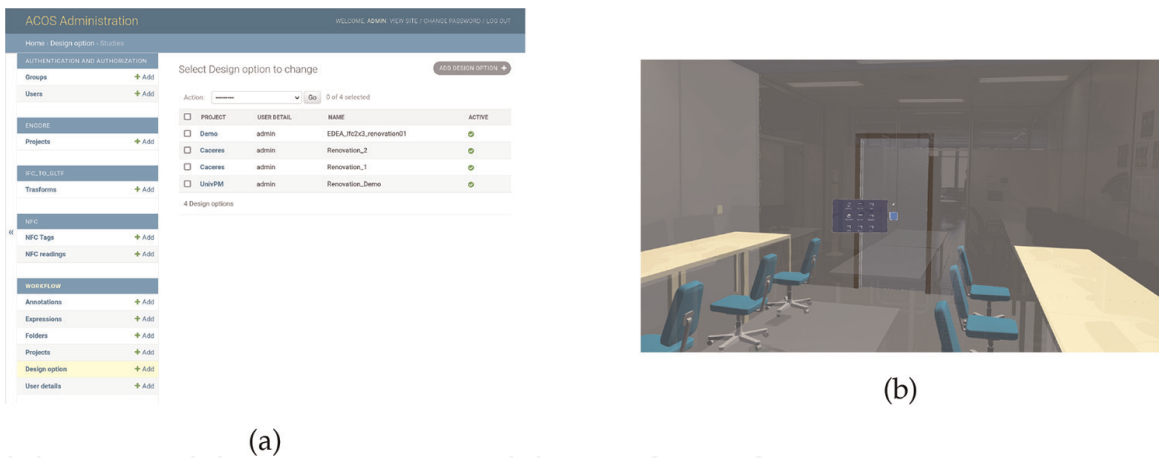 ACOS Administration
WELCOME, ADMIN. VIEW SITE / CHANGE PASSWORD / LOG OUT
Home › Design option › Studies
AUTHENTICATION AND AUTHORIZATION
Groups + Add
Users + Add
ENCORE
Projects + Add
IFC_TO_GLTF
Trasforms + Add
NFC
NFC Tags + Add
NFC readings + Add
WORKFLOW
Annotations + Add
Expressions + Add
Folders + Add
Projects + Add
Design option + Add
User details + Add
«
Select Design option to change
ADD DESIGN OPTION +
Action: --------- Go 0 of 4 selected
PROJECT USER DETAIL NAME ACTIVE
Demo admin EDEA_Ifc2x3_renovation01
Caceres admin Renovation_2
Caceres admin Renovation_1
UnivPM admin Renovation_Demo
4 Design options
(a)
(b)